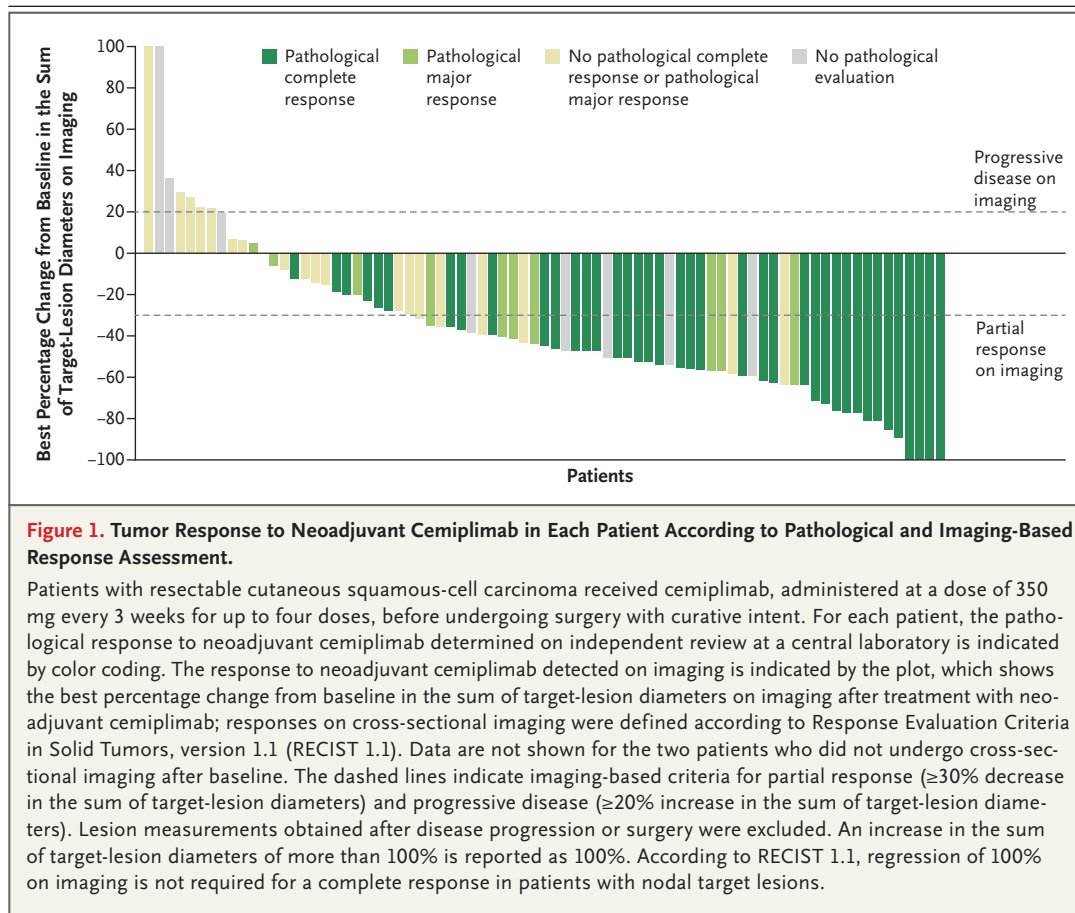 Best Percentage Change from Baseline in the Sum
of Target-Lesion Diameters on Imaging
100
80
60
40
20
0
−20
−40
−60
−80
−100
Pathological
complete
response
Pathological
major
response
No pathological complete
response or pathological
major response
No pathological
evaluation
Progressive
disease on
imaging
Partial
response
on imaging
Patients
Figure 1. Tumor Response to Neoadjuvant Cemiplimab in Each Patient According to Pathological and Imaging-Based
Response Assessment.
Patients with resectable cutaneous squamous-cell carcinoma received cemiplimab, administered at a dose of 350
mg every 3 weeks for up to four doses, before undergoing surgery with curative intent. For each patient, the patho-
logical response to neoadjuvant cemiplimab determined on independent review at a central laboratory is indicated
by color coding. The response to neoadjuvant cemiplimab detected on imaging is indicated by the plot, which shows
the best percentage change from baseline in the sum of target-lesion diameters on imaging after treatment with neo-
adjuvant cemiplimab; responses on cross-sectional imaging were defined according to Response Evaluation Criteria
in Solid Tumors, version 1.1 (RECIST 1.1). Data are not shown for the two patients who did not undergo cross-sec-
tional imaging after baseline. The dashed lines indicate imaging-based criteria for partial response (≥30% decrease
in the sum of target-lesion diameters) and progressive disease (≥20% increase in the sum of target-lesion diame-
ters). Lesion measurements obtained after disease progression or surgery were excluded. An increase in the sum
of target-lesion diameters of more than 100% is reported as 100%. According to RECIST 1.1, regression of 100%
on imaging is not required for a complete response in patients with nodal target lesions.